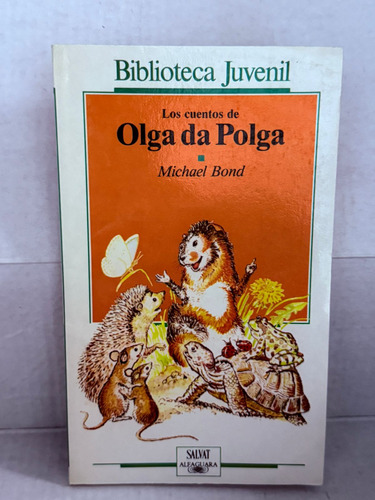 Biblioteca Juvenil
Los cuentos de
Olga da Polga
Michael Bond
SALVAT
ALFAGUARA